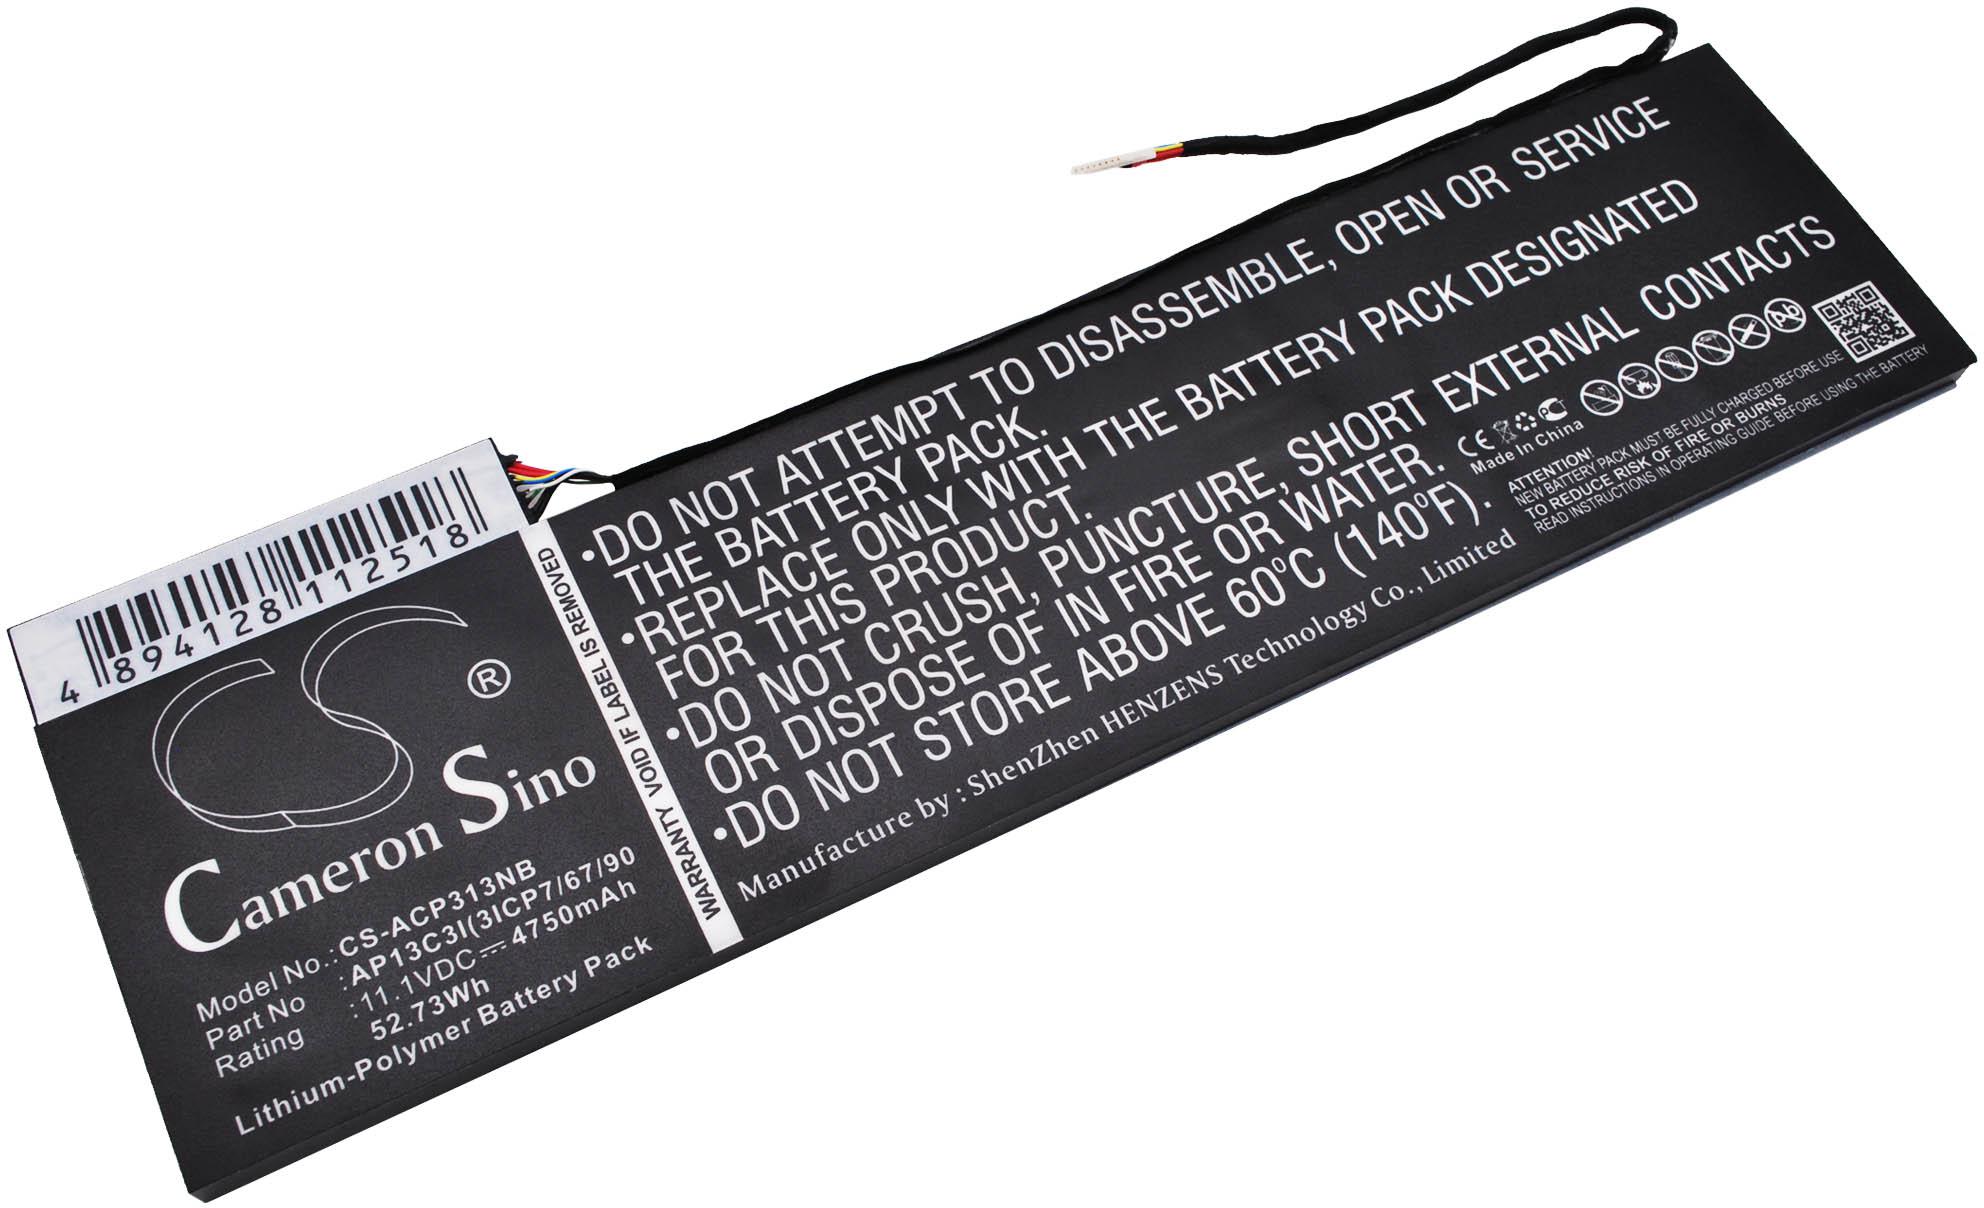 4 894128 112518
®
Cameron Sino
Model No.: CS-ACP313NB
Part No : AP13C3I(3ICP7/67/90
Rating : 11.1VDC 4750mAh
52.73Wh
Lithium-Polymer Battery Pack
WARRANTY VOID IF LABEL IS REMOVED
•DO NOT ATTEMPT TO DISASSEMBLE, OPEN OR SERVICE
THE BATTERY PACK.
•REPLACE ONLY WITH THE BATTERY PACK DESIGNATED
FOR THIS PRODUCT.
•DO NOT CRUSH, PUNCTURE, SHORT EXTERNAL CONTACTS
OR DISPOSE OF IN FIRE OR WATER.
•DO NOT STORE ABOVE 60°C (140°F).
Manufacture by : ShenZhen HENZENS Technology Co., Limited
CE
Made In China
Pb
ATTENTION!
NEW BATTERY PACK MUST BE FULLY CHARGED BEFORE USE
TO REDUCE RISK OF FIRE OR BURNS
READ INSTRUCTIONS IN OPERATING GUIDE BEFORE USING THE BATTERY